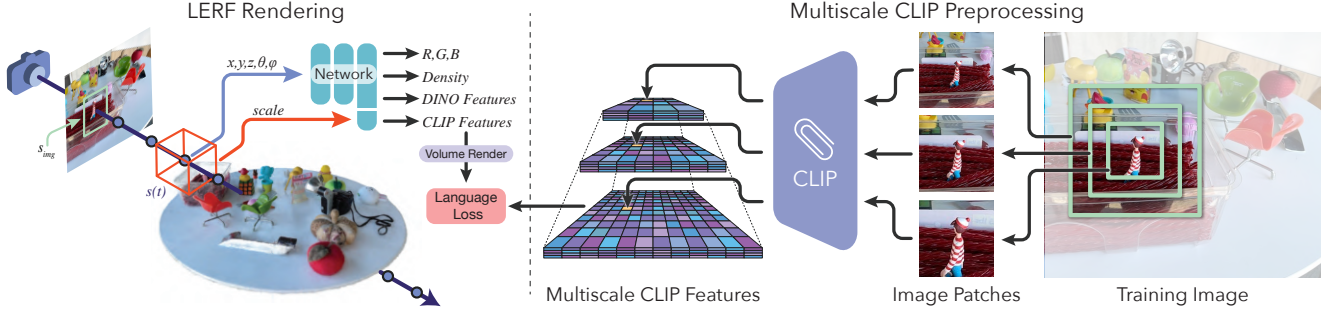 LERF Rendering
Multiscale CLIP Preprocessing
x,y,z,θ,φ
Network
R,G,B
Density
DINO Features
CLIP Features
scale
s_img
s(t)
Volume Render
Language
Loss
CLIP
Multiscale CLIP Features
Image Patches
Training Image